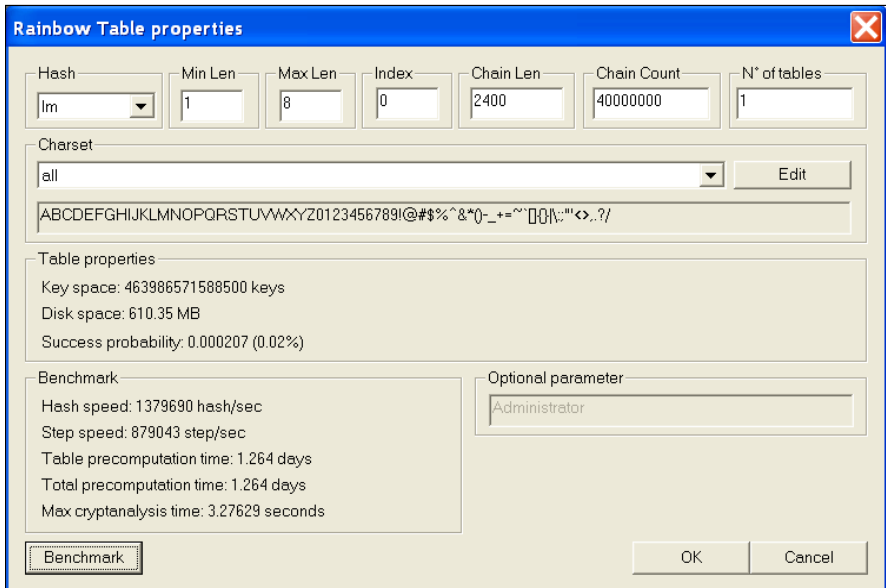 Rainbow Table properties
Hash Min Len Max Len Index Chain Len Chain Count N° of tables
lm 1 8 0 2400 40000000 1
Charset
all Edit
ABCDEFGHIJKLMNOPQRSTUVWXYZ0123456789!@#$%^&*()-_+=~`[]{}|\:;"'<>,.?/
Table properties
Key space: 463986571588500 keys
Disk space: 610.35 MB
Success probability: 0.000207 (0.02%)
Benchmark
Hash speed: 1379690 hash/sec
Step speed: 879043 step/sec
Table precomputation time: 1.264 days
Total precomputation time: 1.264 days
Max cryptanalysis time: 3.27629 seconds
Optional parameter
Administrator
Benchmark OK Cancel